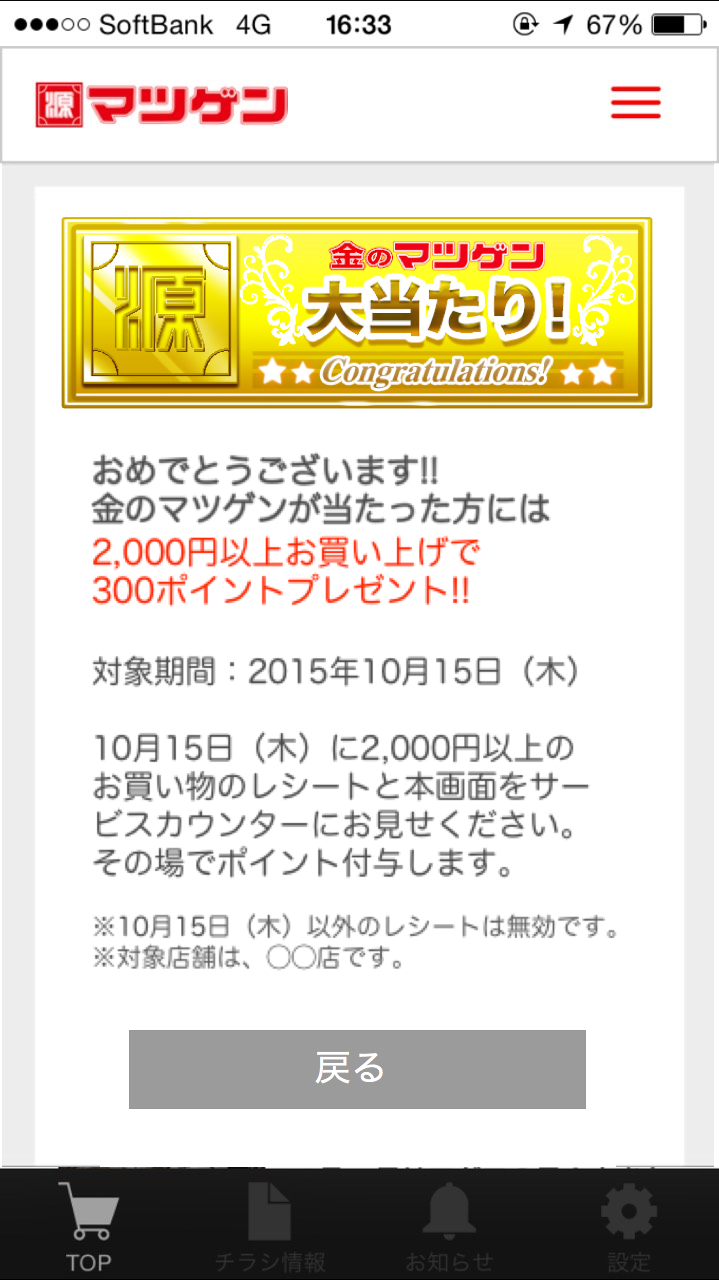 SoftBank 4G 16:33 67%
源 マツゲン
源
金のマツゲン
大当たり!
Congratulations!
おめでとうございます!!
金のマツゲンが当たった方には
2,000円以上お買い上げで
300ポイントプレゼント!!
対象期間：2015年10月15日（木）
10月15日（木）に2,000円以上の
お買い物のレシートと本画面をサー
ビスカウンターにお見せください。
その場でポイント付与します。
※10月15日（木）以外のレシートは無効です。
※対象店舗は、〇〇店です。
戻る
TOP チラシ情報 お知らせ 設定